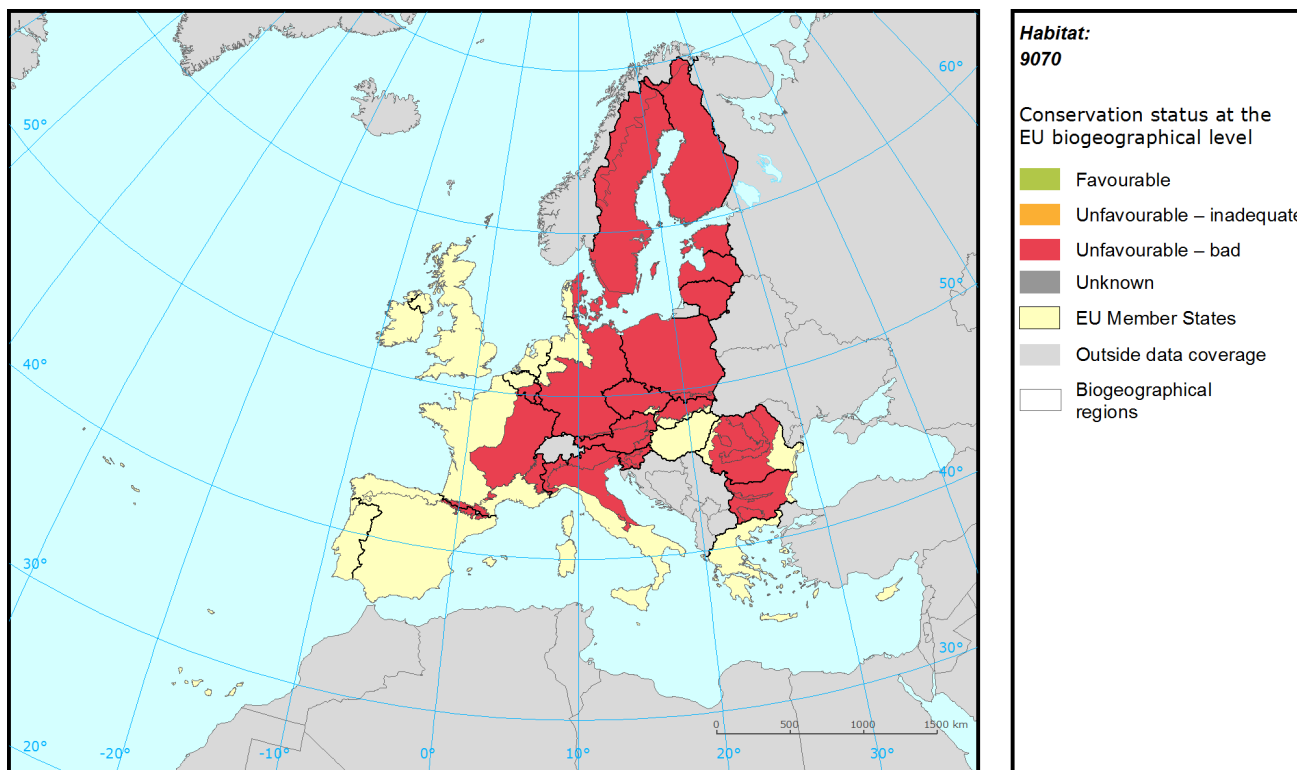 60°
50°
50°
40°
40°
30°
30°
20°
-20°
-10°
0°
10°
20°
30°
0
500
1000
1500 km
Habitat:
9070
Conservation status at the
EU biogeographical level
Favourable
Unfavourable – inadequate
Unfavourable – bad
Unknown
EU Member States
Outside data coverage
Biogeographical
regions